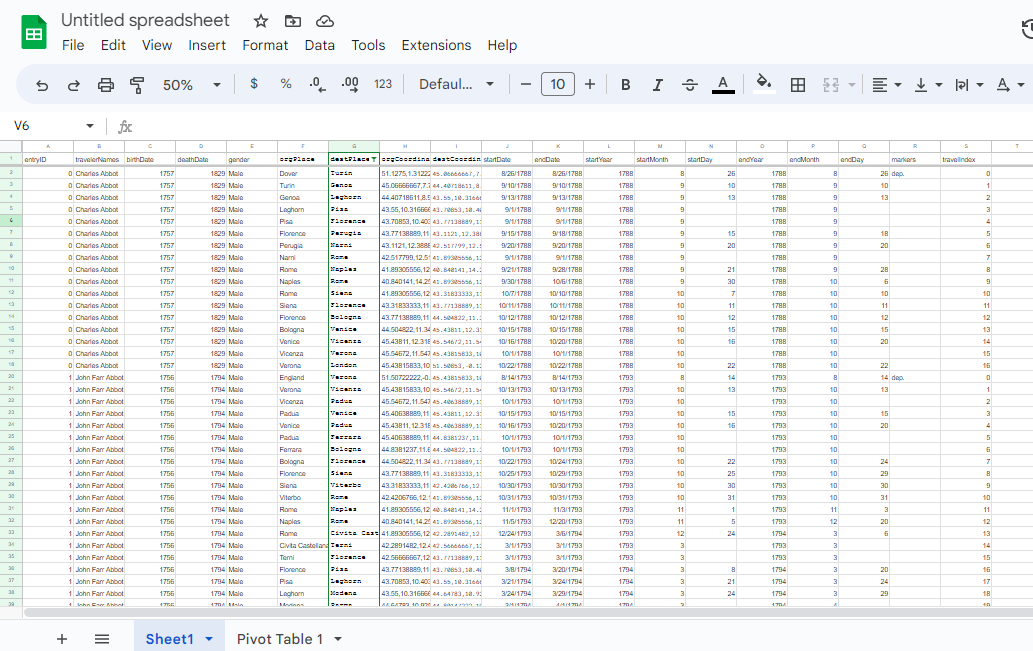 Untitled spreadsheet
File Edit View Insert Format Data Tools Extensions Help
50% $ % .0 .00 123 Defaul... − 10 + B I A A
V6 fx
A B C D E F G H I J K L M N O P Q R S T
1 entryID travelerNames birthDate deathDate gender orgPlace destPlace orgCoordina destCoordin startDate endDate startYear startMonth startDay endYear endMonth endDay markers travelIndex
2 0 Charles Abbot 1757 1829 Male Dover Turin 51.1275,1.31222 45.06666667,7. 8/26/1788 8/26/1788 1788 8 26 1788 8 26 dep. 0
3 0 Charles Abbot 1757 1829 Male Turin Genoa 45.06666667,7.7 44.40718611,8. 9/10/1788 9/10/1788 1788 9 10 1788 9 10 1
4 0 Charles Abbot 1757 1829 Male Genoa Leghorn 44.40718611,8.9 43.55,10.31666 9/13/1788 9/13/1788 1788 9 13 1788 9 13 2
5 0 Charles Abbot 1757 1829 Male Leghorn Pisa 43.55,10.316666 43.70853,10.40 9/1/1788 9/1/1788 1788 9 1788 9 3
6 0 Charles Abbot 1757 1829 Male Pisa Florence 43.70853,10.403 43.77138889,11 9/1/1788 9/1/1788 1788 9 1788 9 4
7 0 Charles Abbot 1757 1829 Male Florence Perugia 43.77138889,11 43.1121,12.388 9/15/1788 9/18/1788 1788 9 15 1788 9 18 5
8 0 Charles Abbot 1757 1829 Male Perugia Narni 43.1121,12.3888 42.517799,12.5 9/20/1788 9/20/1788 1788 9 20 1788 9 20 6
9 0 Charles Abbot 1757 1829 Male Narni Rome 42.517799,12.51 41.89305556,12 9/1/1788 9/1/1788 1788 9 1788 9 7
10 0 Charles Abbot 1757 1829 Male Rome Naples 41.89305556,12 40.840141,14.2 9/21/1788 9/28/1788 1788 9 21 1788 9 28 8
11 0 Charles Abbot 1757 1829 Male Naples Rome 40.840141,14.25 41.89305556,12 9/30/1788 10/6/1788 1788 9 30 1788 10 6 9
12 0 Charles Abbot 1757 1829 Male Rome Siena 41.89305556,12 43.31833333,11 10/7/1788 10/10/1788 1788 10 7 1788 10 10 10
13 0 Charles Abbot 1757 1829 Male Siena Florence 43.31833333,11 43.77138889,11 10/11/1788 10/11/1788 1788 10 11 1788 10 11 11
14 0 Charles Abbot 1757 1829 Male Florence Bologna 43.77138889,11 44.504822,11.3 10/12/1788 10/12/1788 1788 10 12 1788 10 12 12
15 0 Charles Abbot 1757 1829 Male Bologna Venice 44.504822,11.34 45.43811,12.31 10/15/1788 10/15/1788 1788 10 15 1788 10 15 13
16 0 Charles Abbot 1757 1829 Male Venice Vicenza 45.43811,12.318 45.54672,11.54 10/16/1788 10/20/1788 1788 10 16 1788 10 20 14
17 0 Charles Abbot 1757 1829 Male Vicenza Verona 45.54672,11.547 45.43815833,10 10/1/1788 10/1/1788 1788 10 1788 10 15
18 0 Charles Abbot 1757 1829 Male Verona London 45.43815833,10 51.50853,-0.12 10/22/1788 10/22/1788 1788 10 22 1788 10 22 16
20 1 John Farr Abbot 1756 1794 Male England Verona 51.50722222,-0. 45.43815833,10 8/14/1793 8/14/1793 1793 8 14 1793 8 14 dep. 0
21 1 John Farr Abbot 1756 1794 Male Verona Vicenza 45.43815833,10 45.54672,11.54 10/13/1793 10/13/1793 1793 10 13 1793 10 13 1
22 1 John Farr Abbot 1756 1794 Male Vicenza Padua 45.54672,11.547 45.40638889,11 10/1/1793 10/1/1793 1793 10 1793 10 2
23 1 John Farr Abbot 1756 1794 Male Padua Venice 45.40638889,11 45.43811,12.31 10/15/1793 10/15/1793 1793 10 15 1793 10 15 3
24 1 John Farr Abbot 1756 1794 Male Venice Padua 45.43811,12.318 45.40638889,11 10/16/1793 10/20/1793 1793 10 16 1793 10 20 4
25 1 John Farr Abbot 1756 1794 Male Padua Ferrara 45.40638889,11 44.8381237,11. 10/1/1793 10/1/1793 1793 10 1793 10 5
26 1 John Farr Abbot 1756 1794 Male Ferrara Bologna 44.8381237,11.6 44.504822,11.3 10/1/1793 10/1/1793 1793 10 1793 10 6
27 1 John Farr Abbot 1756 1794 Male Bologna Florence 44.504822,11.34 43.77138889,11 10/22/1793 10/24/1793 1793 10 22 1793 10 24 7
28 1 John Farr Abbot 1756 1794 Male Florence Siena 43.77138889,11 43.31833333,11 10/25/1793 10/29/1793 1793 10 25 1793 10 29 8
29 1 John Farr Abbot 1756 1794 Male Siena Viterbo 43.31833333,11 42.4206766,12. 10/30/1793 10/30/1793 1793 10 30 1793 10 30 9
30 1 John Farr Abbot 1756 1794 Male Viterbo Rome 42.4206766,12.1 41.89305556,12 10/31/1793 10/31/1793 1793 10 31 1793 10 31 10
31 1 John Farr Abbot 1756 1794 Male Rome Naples 41.89305556,12 40.840141,14.2 11/1/1793 11/3/1793 1793 11 1 1793 11 3 11
32 1 John Farr Abbot 1756 1794 Male Naples Rome 40.840141,14.25 41.89305556,12 11/5/1793 12/20/1793 1793 11 5 1793 12 20 12
33 1 John Farr Abbot 1756 1794 Male Rome Civita Cast 41.89305556,12 42.2891482,12. 12/24/1793 3/6/1794 1793 12 24 1794 3 6 13
34 1 John Farr Abbot 1756 1794 Male Civita Castellana Terni 42.2891482,12.4 42.56666667,12 3/1/1793 3/1/1793 1793 3 1793 3 14
35 1 John Farr Abbot 1756 1794 Male Terni Florence 42.56666667,12 43.77138889,11 3/1/1793 3/1/1793 1793 3 1793 3 15
36 1 John Farr Abbot 1756 1794 Male Florence Pisa 43.77138889,11 43.70853,10.40 3/8/1794 3/20/1794 1794 3 8 1794 3 20 16
37 1 John Farr Abbot 1756 1794 Male Pisa Leghorn 43.70853,10.403 43.55,10.31666 3/21/1794 3/24/1794 1794 3 21 1794 3 24 17
38 1 John Farr Abbot 1756 1794 Male Leghorn Modena 43.55,10.316666 44.64783,10.92 3/24/1794 3/29/1794 1794 3 24 1794 3 29 18
+ Sheet1 Pivot Table 1